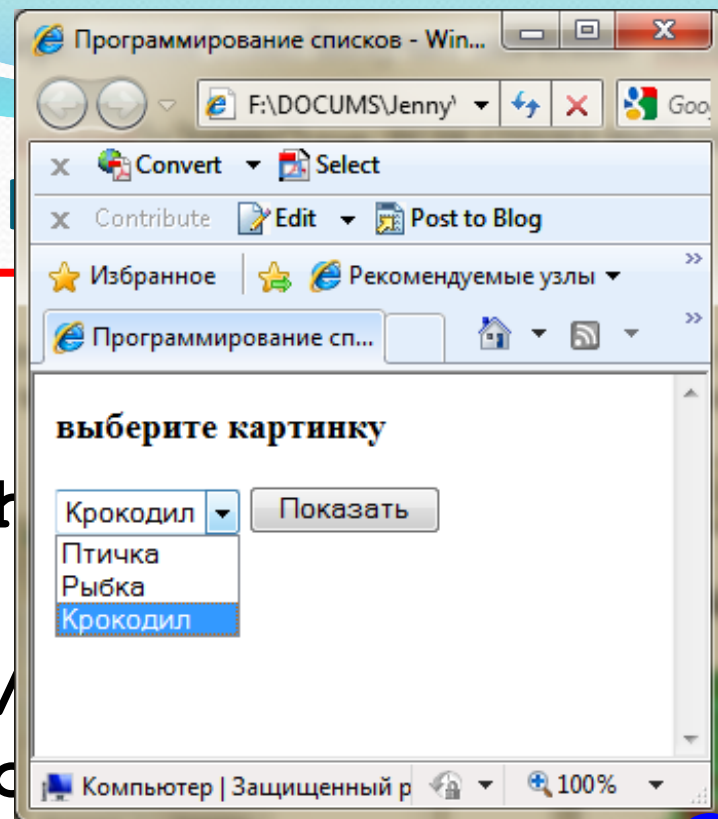 Программирование списков - Win...
F:\DOCUMS\Jenny\ Goo
x Convert Select
x Contribute Edit Post to Blog
Избранное Рекомендуемые узлы
Программирование сп...
выберите картинку
Крокодил Показать
Птичка
Рыбка
Крокодил
Компьютер | Защищенный р 100%